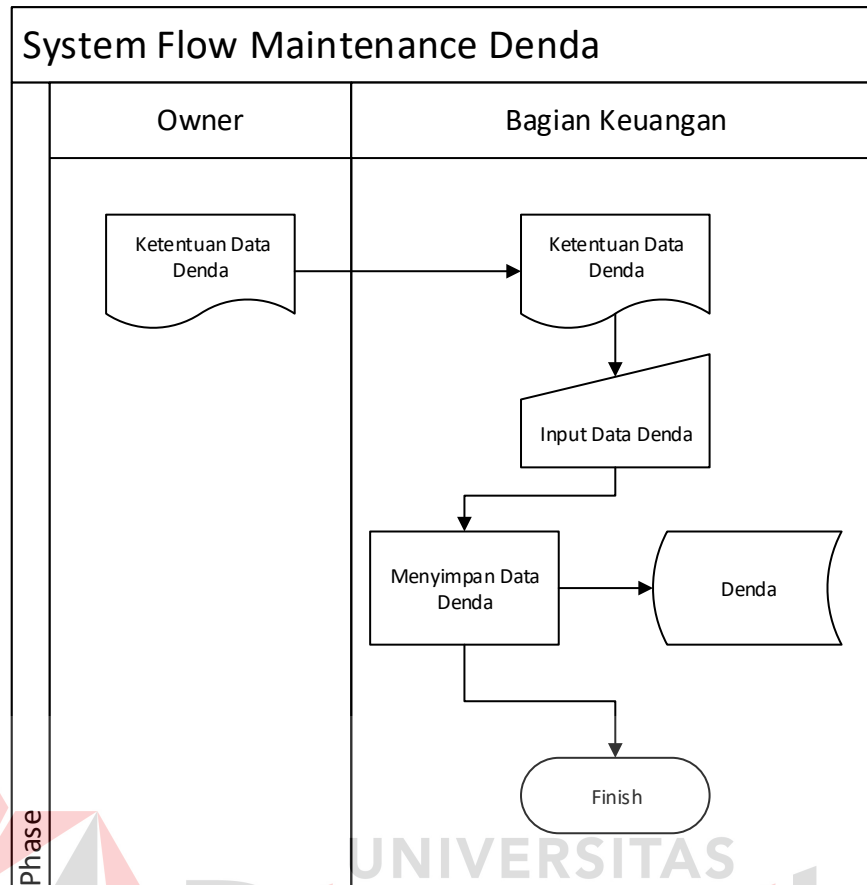 System Flow Maintenance Denda
Owner
Bagian Keuangan
Ketentuan Data
Denda
Ketentuan Data
Denda
Input Data Denda
Menyimpan Data
Denda
Denda
Finish
Phase
UNIVERSITAS